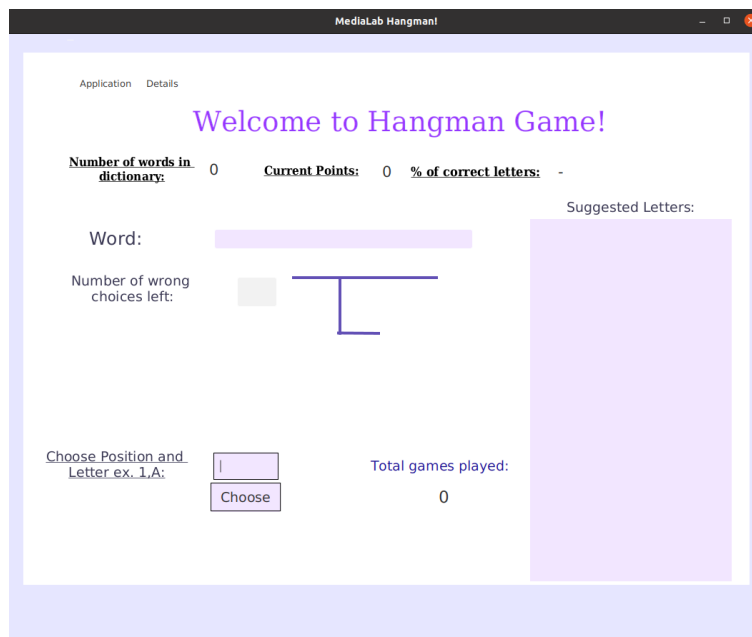 MediaLab Hangman!
Application Details
Welcome to Hangman Game!
Number of words in
dictionary:
0
Current Points:
0
% of correct letters:
-
Suggested Letters:
Word:
Number of wrong
choices left:
Choose Position and
Letter ex. 1,A:
Choose
Total games played:
0